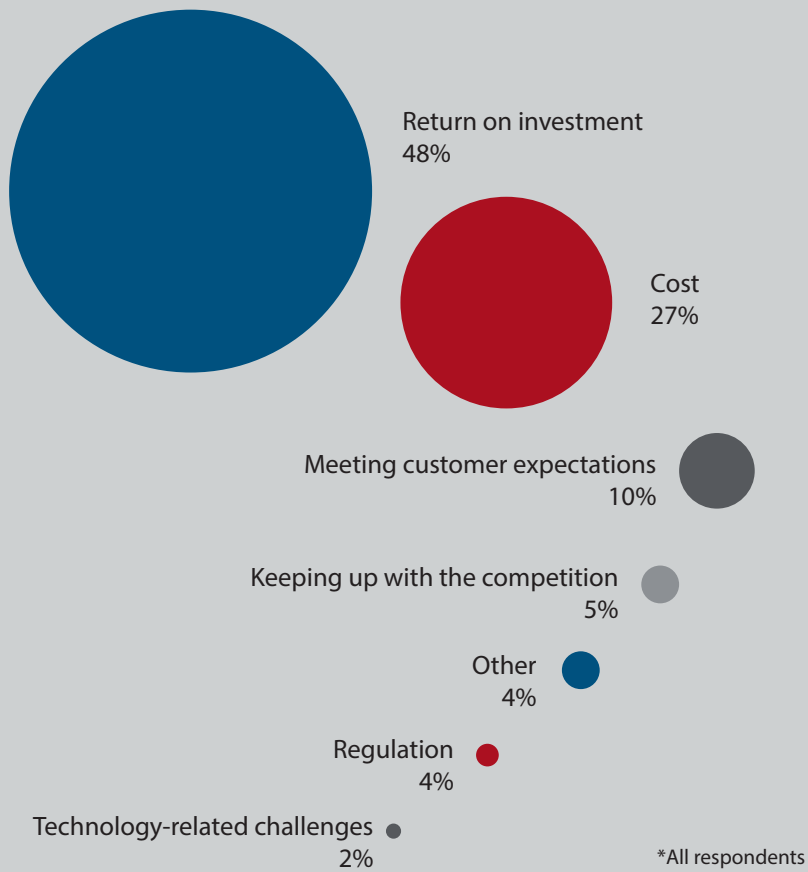 Return on investment
48%
Cost
27%
Meeting customer expectations
10%
Keeping up with the competition
5%
Other
4%
Regulation
4%
Technology-related challenges
2%
*All respondents